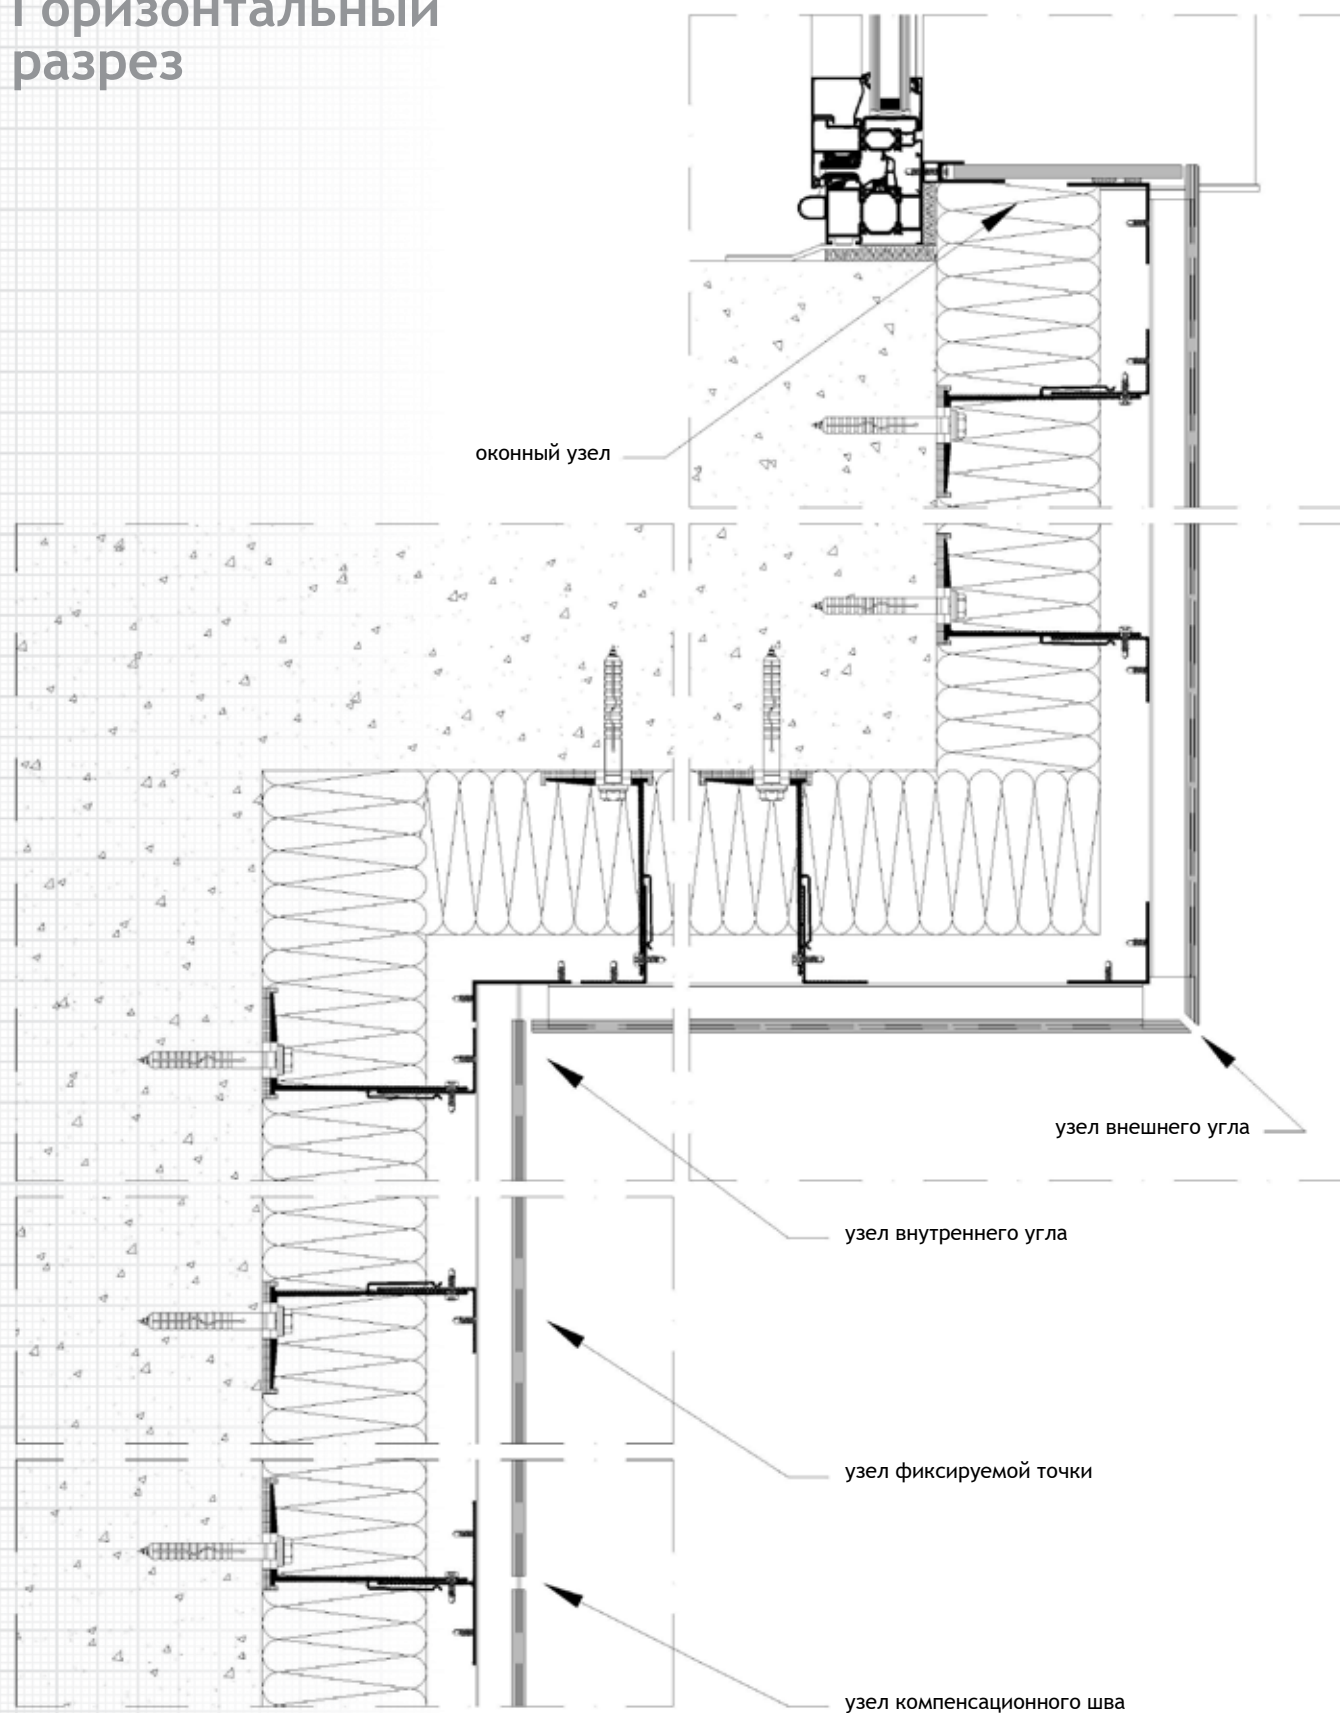 Горизонтальный
разрез
оконный узел
узел внешнего угла
узел внутреннего угла
узел фиксируемой точки
узел компенсационного шва